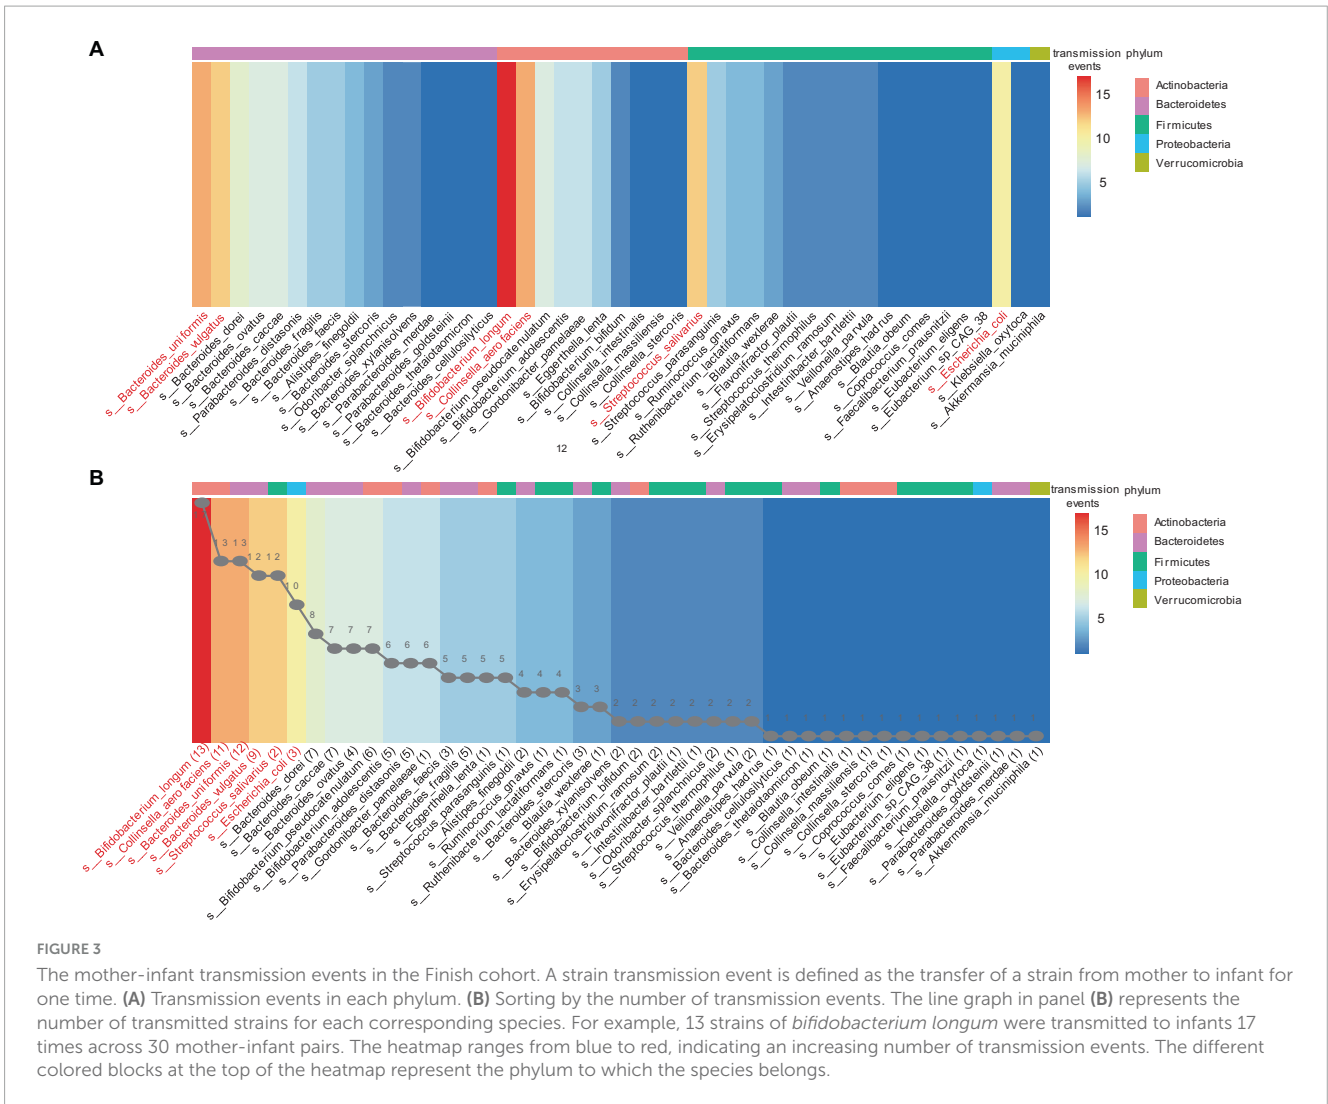 A
transmission events
phylum
15
10
5
Actinobacteria
Bacteroidetes
Firmicutes
Proteobacteria
Verrucomicrobia
s__Bacteroides_uniformis
s__Bacteroides_vulgatus
s__Bacteroides_dorei
s__Bacteroides_ovatus
s__Bacteroides_caccae
s__Parabacteroides_distasonis
s__Bacteroides_fragilis
s__Bacteroides_faecis
s__Alistipes_finegoldii
s__Bacteroides_stercoris
s__Odoribacter_splanchnicus
s__Bacteroides_xylanisolvens
s__Parabacteroides_merdae
s__Parabacteroides_goldsteinii
s__Bacteroides_thetaiotaomicron
s__Bacteroides_cellulosilyticus
s__Bifidobacterium_longum
s__Collinsella_aerofaciens
s__Bifidobacterium_pseudocatenulatum
s__Bifidobacterium_adolescentis
s__Gordonibacter_pamelaeae
s__Eggerthella_lenta
s__Bifidobacterium_bifidum
s__Collinsella_intestinalis
s__Collinsella_massiliensis
s__Collinsella_stercoris
s__Streptococcus_salivarius
s__Streptococcus_parasanguinis
s__Ruminococcus_gnavus
s__Ruthenibacterium_lactatiformans
s__Blautia_wexlerae
s__Flavonifractor_plautii
s__Streptococcus_thermophilus
s__Erysipelatoclostridium_ramosum
s__Intestinibacter_bartlettii
s__Veillonella_parvula
s__Anaerostipes_hadrus
s__Blautia_obeum
s__Coprococcus_comes
s__Faecalibacterium_prausnitzii
s__Eubacterium_eligens
s__Eubacterium_sp_CAG_38
s__Escherichia_coli
s__Klebsiella_oxytoca
s__Akkermansia_muciniphila
12
B
transmission events
phylum
15
10
5
Actinobacteria
Bacteroidetes
Firmicutes
Proteobacteria
Verrucomicrobia
13 13 12 12 10 8 7 7 7 6 6 6 5 5 5 5 4 4 4 3 3 2 2 2 2 2 2 2 2
s__Bifidobacterium_longum (13)
s__Collinsella_aerofaciens (11)
s__Bacteroides_uniformis (12)
s__Bacteroides_vulgatus (9)
s__Streptococcus_salivarius (2)
s__Escherichia_coli (3)
s__Bacteroides_dorei (7)
s__Bacteroides_caccae (7)
s__Bacteroides_ovatus (4)
s__Bifidobacterium_pseudocatenulatum (6)
s__Bifidobacterium_adolescentis (5)
s__Parabacteroides_distasonis (5)
s__Gordonibacter_pamelaeae (1)
s__Bacteroides_faecis (3)
s__Bacteroides_fragilis (5)
s__Eggerthella_lenta (1)
s__Streptococcus_parasanguinis (1)
s__Alistipes_finegoldii (2)
s__Ruminococcus_gnavus (1)
s__Ruthenibacterium_lactatiformans (1)
s__Bacteroides_stercoris (3)
s__Blautia_wexlerae (1)
s__Bacteroides_xylanisolvens (2)
s__Bifidobacterium_bifidum (2)
s__Erysipelatoclostridium_ramosum (2)
s__Flavonifractor_plautii (1)
s__Intestinibacter_bartlettii (1)
s__Odoribacter_splanchnicus (2)
s__Streptococcus_thermophilus (1)
s__Veillonella_parvula (2)
s__Anaerostipes_hadrus (1)
s__Bacteroides_cellulosilyticus (1)
s__Bacteroides_thetaiotaomicron (1)
s__Blautia_obeum (1)
s__Collinsella_intestinalis (1)
s__Collinsella_massiliensis (1)
s__Collinsella_stercoris (1)
s__Coprococcus_comes (1)
s__Eubacterium_eligens (1)
s__Eubacterium_sp_CAG_38 (1)
s__Faecalibacterium_prausnitzii (1)
s__Klebsiella_oxytoca (1)
s__Parabacteroides_goldsteinii (1)
s__Parabacteroides_merdae (1)
s__Akkermansia_muciniphila (1)
FIGURE 3
The mother-infant transmission events in the Finish cohort. A strain transmission event is defined as the transfer of a strain from mother to infant for
one time. (A) Transmission events in each phylum. (B) Sorting by the number of transmission events. The line graph in panel (B) represents the
number of transmitted strains for each corresponding species. For example, 13 strains of bifidobacterium longum were transmitted to infants 17
times across 30 mother-infant pairs. The heatmap ranges from blue to red, indicating an increasing number of transmission events. The different
colored blocks at the top of the heatmap represent the phylum to which the species belongs.